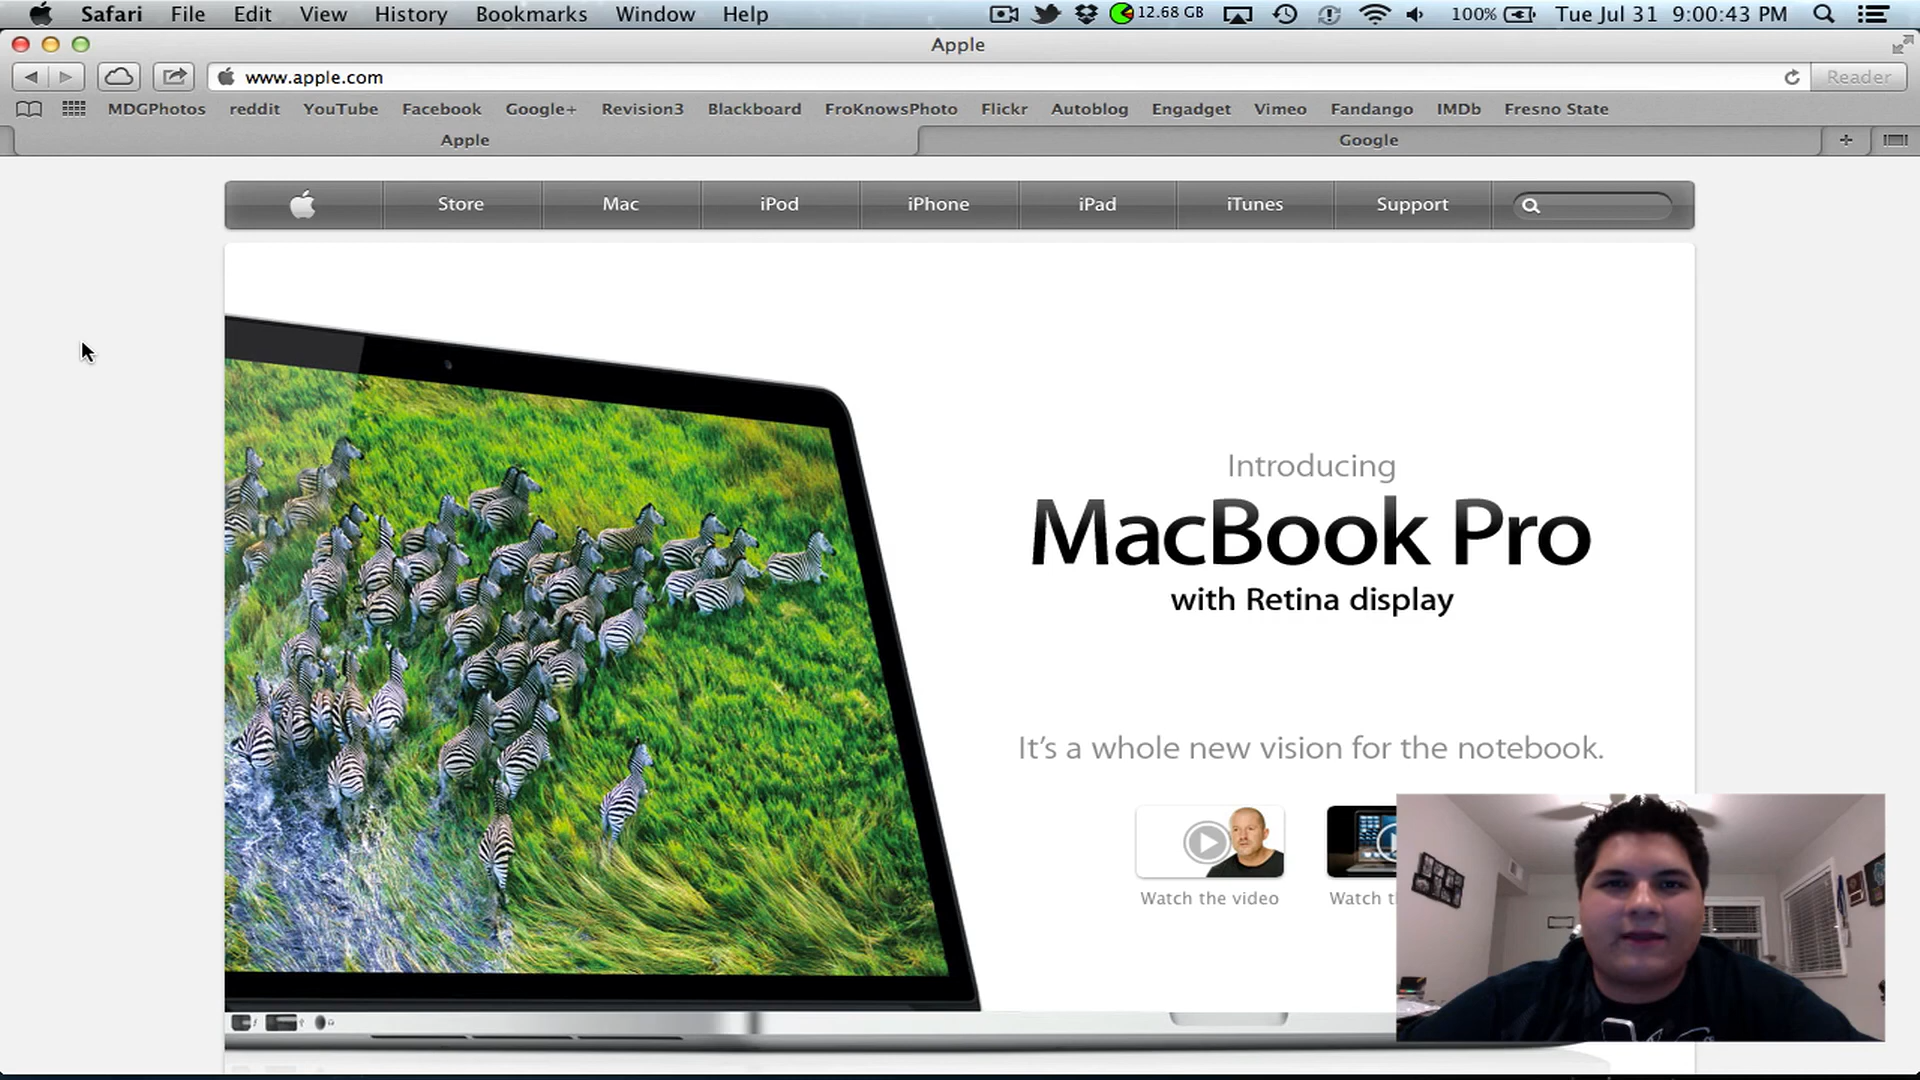 Safari File Edit View History Bookmarks Window Help 12.68 GB 100% Tue Jul 31 9:00:43 PM
Apple
www.apple.com Reader
MDGPhotos reddit YouTube Facebook Google+ Revision3 Blackboard FroKnowsPhoto Flickr Autoblog Engadget Vimeo Fandango IMDb Fresno State
Apple Google
Store Mac iPod iPhone iPad iTunes Support
Introducing
MacBook Pro
with Retina display
It's a whole new vision for the notebook.
Watch the video Watch